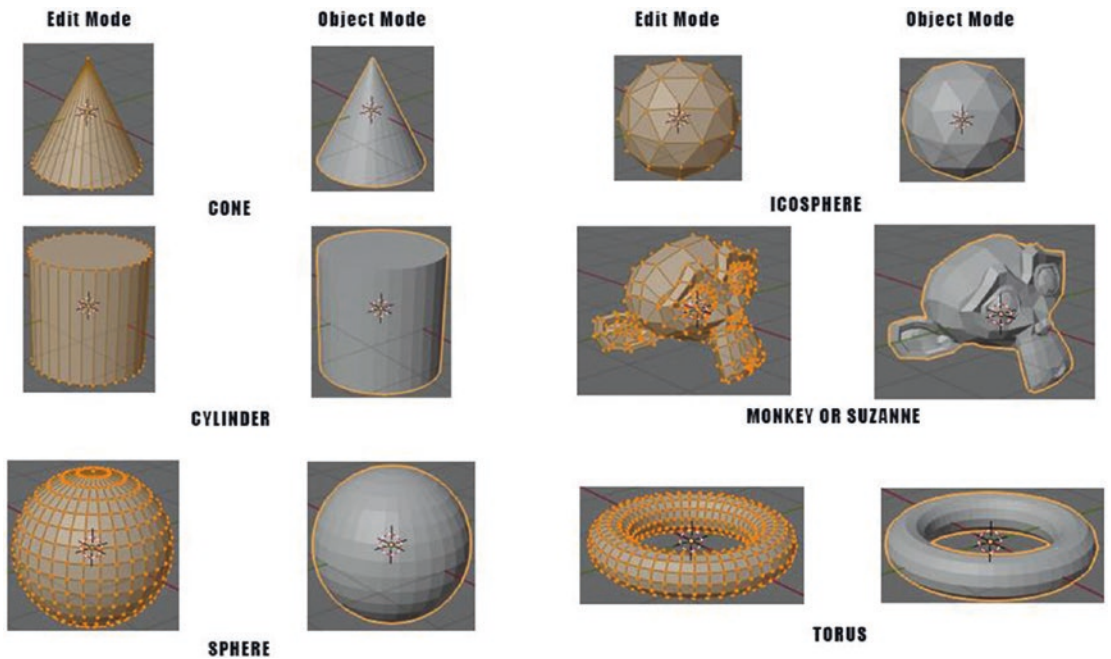 Edit Mode
Object Mode
Edit Mode
Object Mode
CONE
ICOSPHERE
CYLINDER
MONKEY OR SUZANNE
SPHERE
TORUS